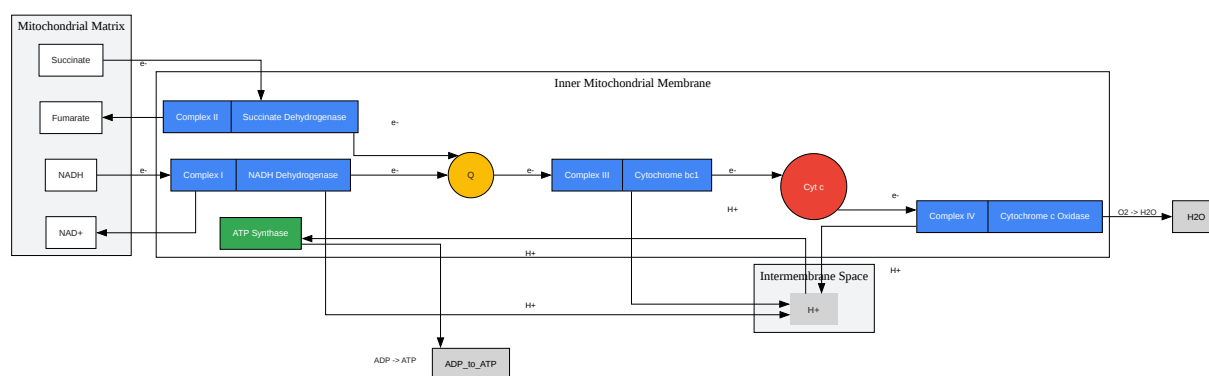 Mitochondrial Matrix
Succinate
e-
Inner Mitochondrial Membrane
Fumarate
Complex II
Succinate Dehydrogenase
e-
NADH
e-
Complex I
NADH Dehydrogenase
e-
Q
e-
Complex III
Cytochrome bc1
e-
Cyt c
e-
H+
Complex IV
Cytochrome c Oxidase
O2 -> H2O
H2O
NAD+
ATP Synthase
H+
Intermembrane Space
H+
H+
H+
ADP -> ATP
ADP_to_ATP